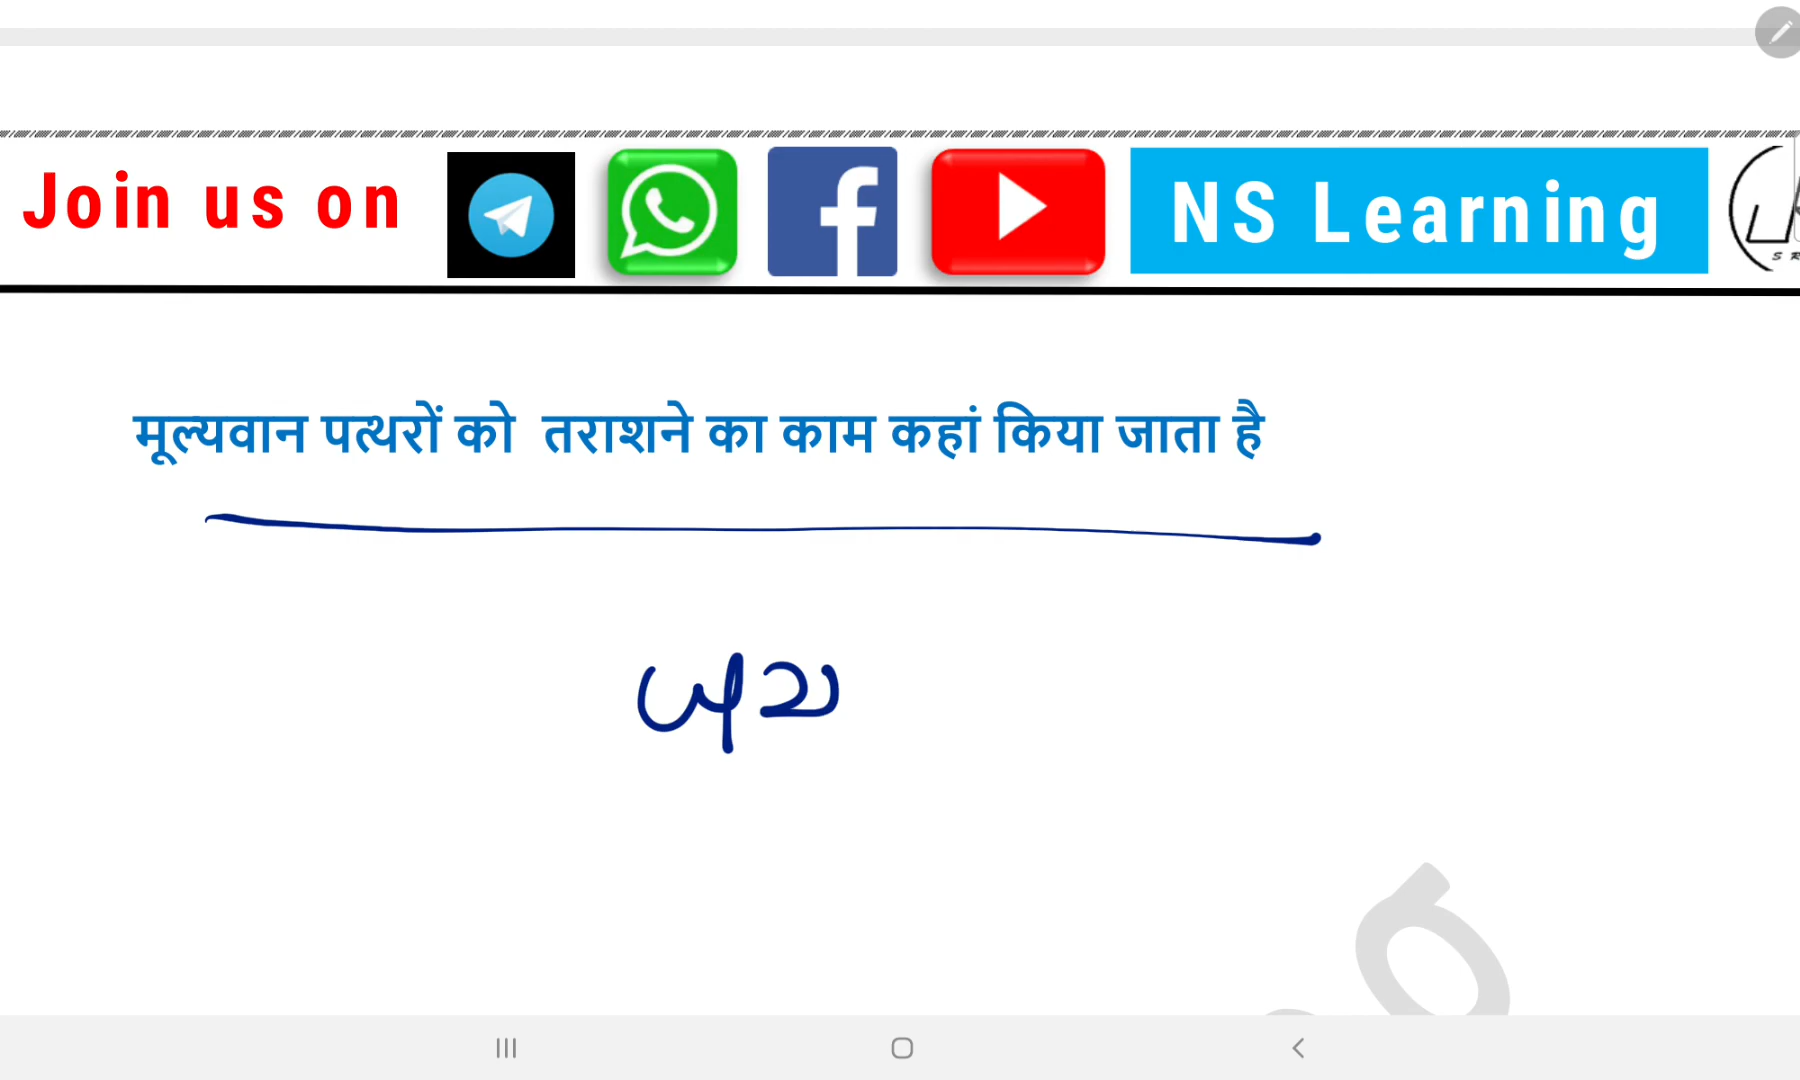 Join us on NS Learning
मूल्यवान पत्थरों को तराशने का काम कहां किया जाता है